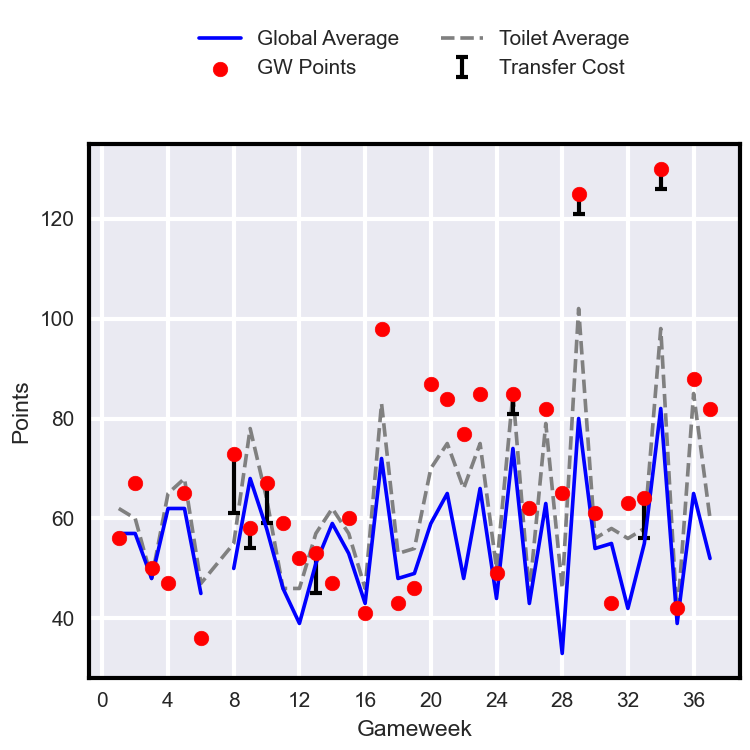 Global Average Toilet Average
GW Points Transfer Cost
120
100
80
60
40
Points
0 4 8 12 16 20 24 28 32 36
Gameweek